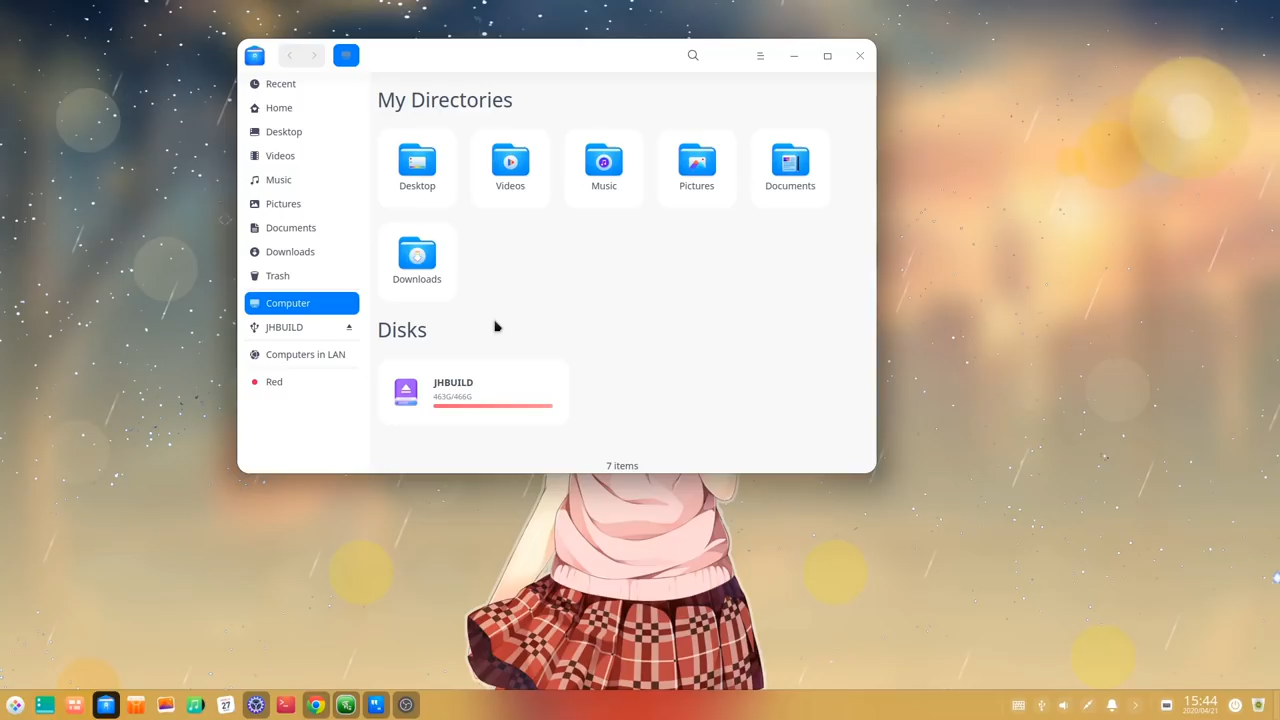 Recent
Home
Desktop
Videos
Music
Pictures
Documents
Downloads
Trash
Computer
JHBUILD
Computers in LAN
Red
My Directories
Desktop
Videos
Music
Pictures
Documents
Downloads
Disks
JHBUILD
463G/466G
7 items
27
15:44
2020/04/21